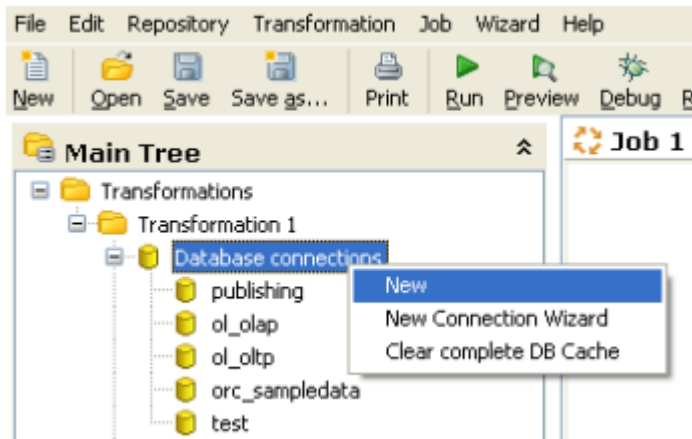 File Edit Repository Transformation Job Wizard Help
New Open Save Save as... Print Run Preview Debug R
Main Tree
Job 1
Transformations
Transformation 1
Database connections
New
publishing
New Connection Wizard
ol_olap
Clear complete DB Cache
ol_oltp
orc_sampledata
test